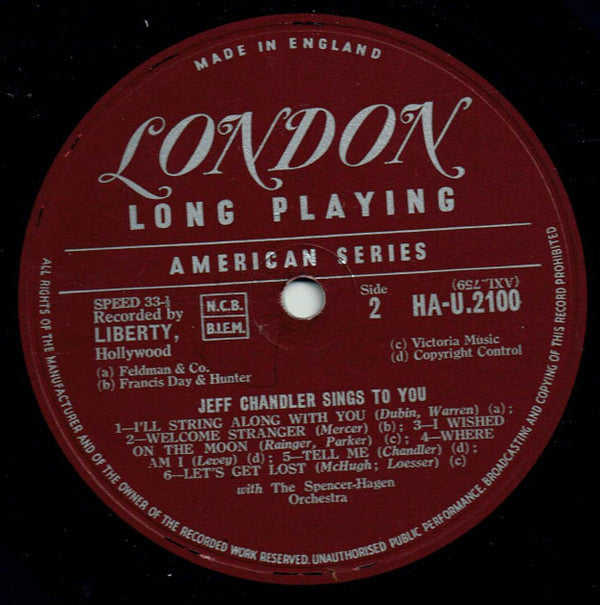 MADE IN ENGLAND
LONDON
LONG PLAYING
AMERICAN SERIES
SPEED 33-⅓
Recorded by
LIBERTY,
Hollywood
(a) Feldman & Co.
(b) Francis Day & Hunter
N.C.B.
B.I.E.M.
Side
2
(AXL.759)
HA-U.2100
(c) Victoria Music
(d) Copyright Control
JEFF CHANDLER SINGS TO YOU
1—I'LL STRING ALONG WITH YOU (Dubin, Warren) (a);
2—WELCOME STRANGER (Mercer) (b); 3—I WISHED
ON THE MOON (Rainger, Parker) (c); 4—WHERE
AM I (Levey) (d); 5—TELL ME (Chandler) (d);
6—LET'S GET LOST (McHugh; Loesser) (c)
with The Spencer-Hagen
Orchestra
ALL RIGHTS OF THE MANUFACTURER AND OF THE OWNER OF THE RECORDED WORK RESERVED. UNAUTHORISED PUBLIC PERFORMANCE, BROADCASTING AND COPYING OF THIS RECORD PROHIBITED